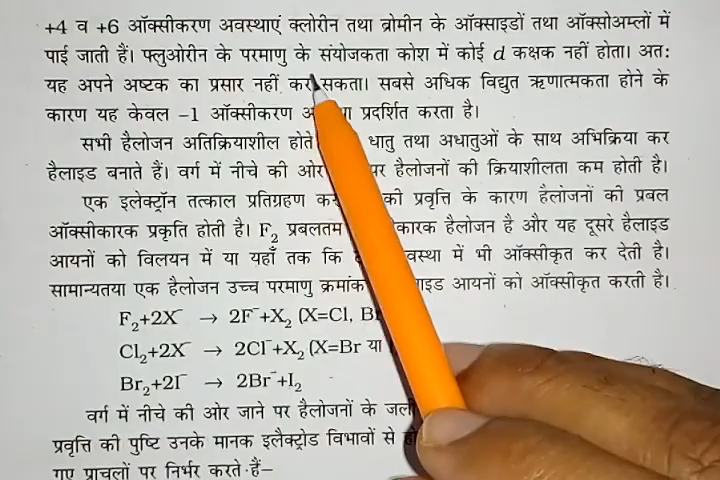 +4 व +6 ऑक्सीकरण अवस्थाएं क्लोरीन तथा ब्रोमीन के ऑक्साइडों तथा ऑक्सोअम्लों में
पाई जाती हैं। फ्लुओरीन के परमाणु के संयोजकता कोश में कोई d कक्षक नहीं होता। अतः
यह अपने अष्टक का प्रसार नहीं कर सकता। सबसे अधिक विद्युत ऋणात्मकता होने के
कारण यह केवल –1 ऑक्सीकरण प्रदर्शित करता है।
सभी हैलोजन अतिक्रियाशील होते धातु तथा अधातुओं के साथ अभिक्रिया कर
हैलाइड बनाते हैं। वर्ग में नीचे की ओर पर हैलोजनों की क्रियाशीलता कम होती है।
एक इलेक्ट्रॉन तत्काल प्रतिग्रहण की प्रवृत्ति के कारण हैलोजनों की प्रबल
ऑक्सीकारक प्रकृति होती है। F₂ प्रबलतम हैलोजन है और यह दूसरे हैलाइड
आयनों को विलयन में या यहाँ तक कि में भी ऑक्सीकृत कर देती है।
सामान्यतया एक हैलोजन उच्च परमाणु क्रमांक आयनों को ऑक्सीकृत करती है।
F₂+2X⁻ → 2F⁻+X₂ (X=Cl,
Cl₂+2X⁻ → 2Cl⁻+X₂ (X=Br या
Br₂+2I⁻ → 2Br⁻+I₂
वर्ग में नीचे की ओर जाने पर हैलोजनों के
प्रवृत्ति की पुष्टि उनके मानक इलैक्ट्रोड विभावों से
गए प्राचलों पर निर्भर करते हैं–